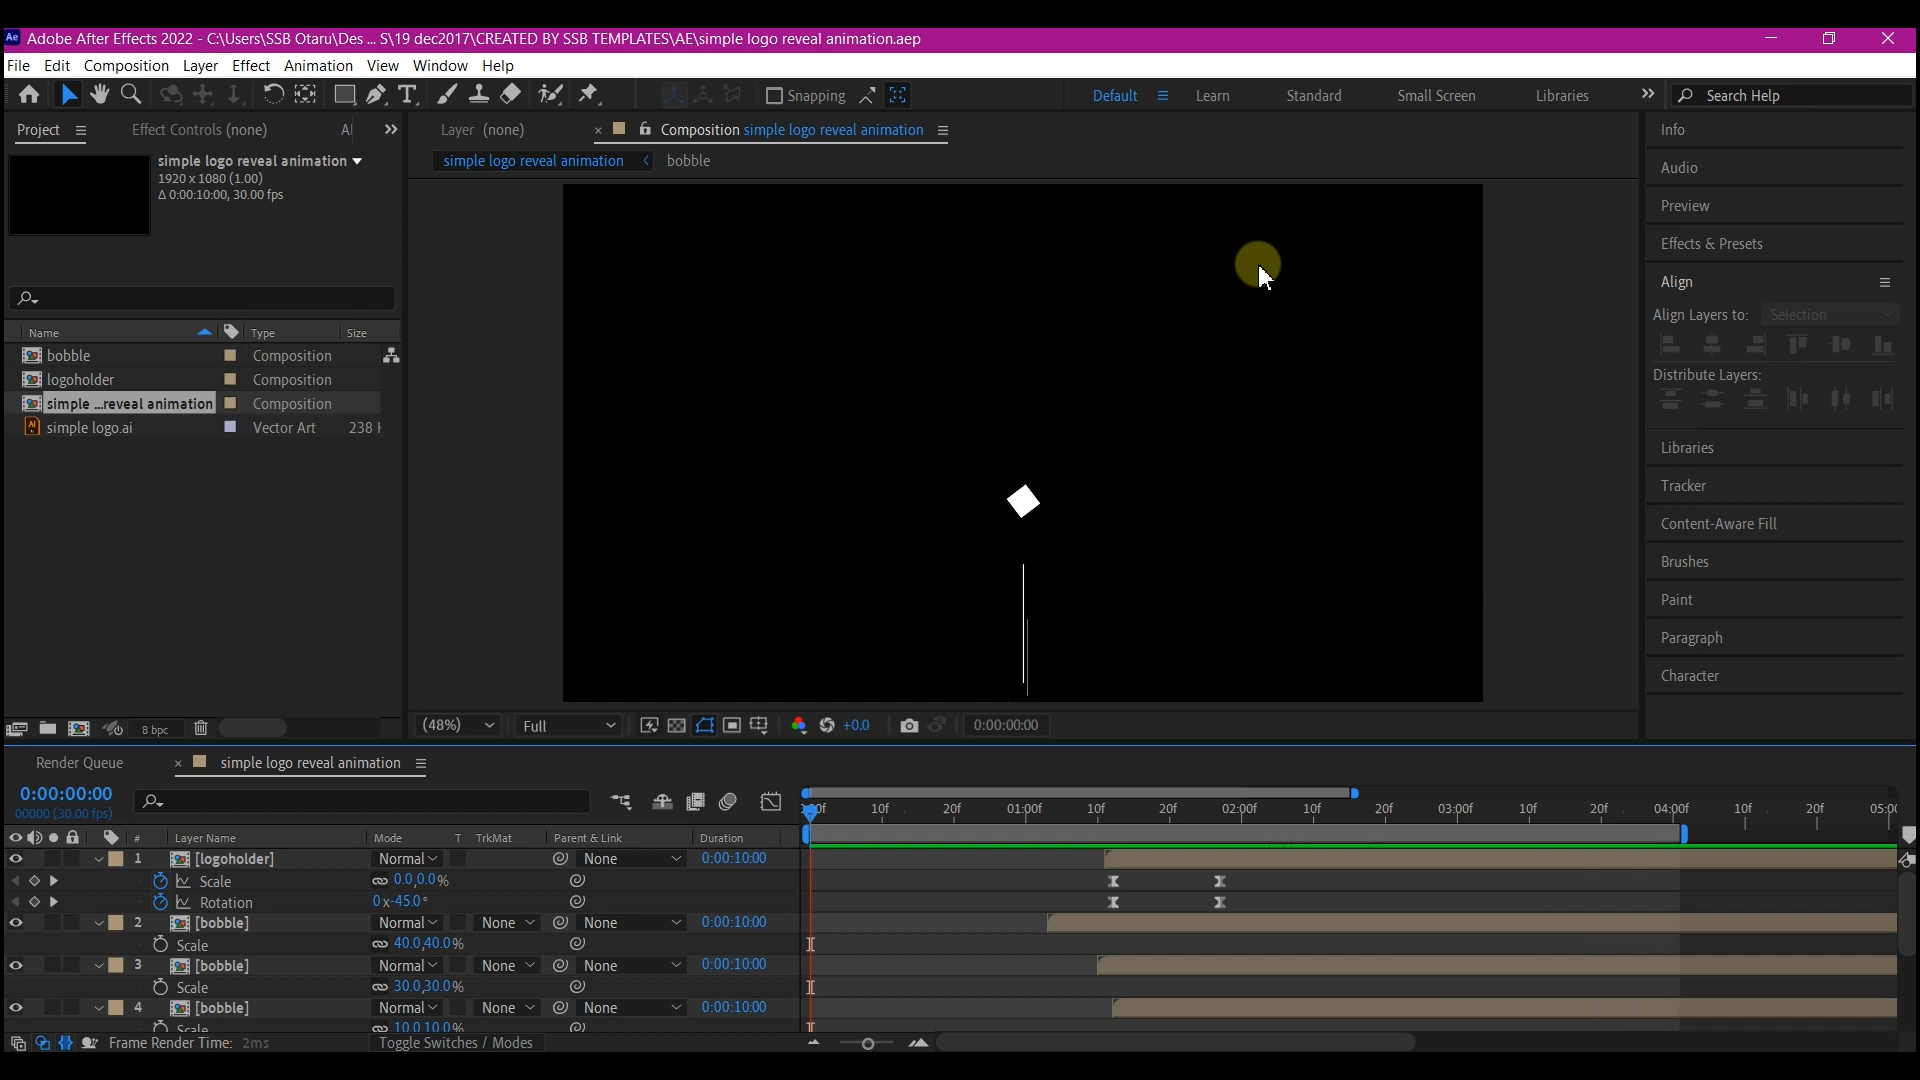 Ae Adobe After Effects 2022 - C:\Users\SSB Otaru\Des ... S\19 dec2017\CREATED BY SSB TEMPLATES\AE\simple logo reveal animation.aep
File Edit Composition Layer Effect Animation View Window Help
Snapping Default Learn Standard Small Screen Libraries Search Help
Project Effect Controls (none) Layer (none) Composition simple logo reveal animation Info
simple logo reveal animation simple logo reveal animation bobble
1920 x 1080 (1.00)
Δ 0:00:10:00, 30.00 fps
Audio
Preview
Effects & Presets
Align
Align Layers to: Selection
Distribute Layers:
Libraries
Tracker
Content-Aware Fill
Brushes
Paint
Paragraph
Character
Name Type Size
bobble Composition
logoholder Composition
simple ...reveal animation Composition
simple logo.ai Vector Art 238
8 bpc (48%) Full +0.0 0:00:00:00
Render Queue simple logo reveal animation
0:00:00:00
00000 (30.00 fps)
10f 20f 01:00f 10f 20f 02:00f 10f 20f 03:00f 10f 20f 04:00f 10f 20f
# Layer Name Mode T TrkMat Parent & Link Duration
1 [logoholder] Normal None 0:00:10:00
Scale 0.0,0.0%
Rotation 0x-45.0°
2 [bobble] Normal None None 0:00:10:00
Scale 40.0,40.0%
3 [bobble] Normal None None 0:00:10:00
Scale 30.0,30.0%
4 [bobble] Normal None None 0:00:10:00
Scale 10.0,10.0%
Frame Render Time: 2ms Toggle Switches / Modes